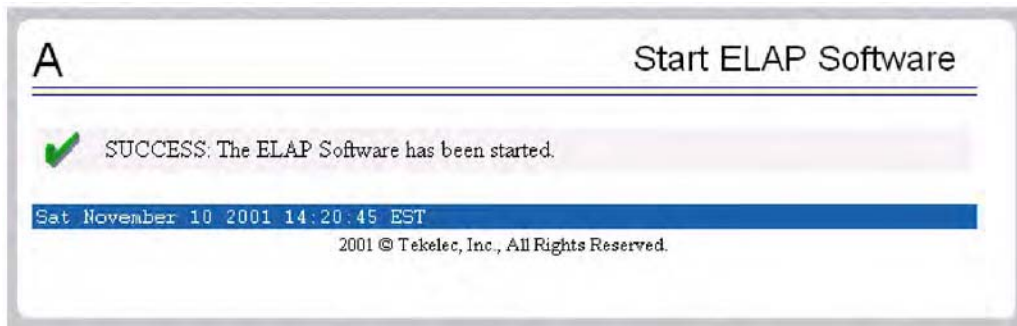 A
Start ELAP Software
SUCCESS: The ELAP Software has been started.
Sat November 10 2001 14:20:45 EST
2001 © Tekelec, Inc., All Rights Reserved.